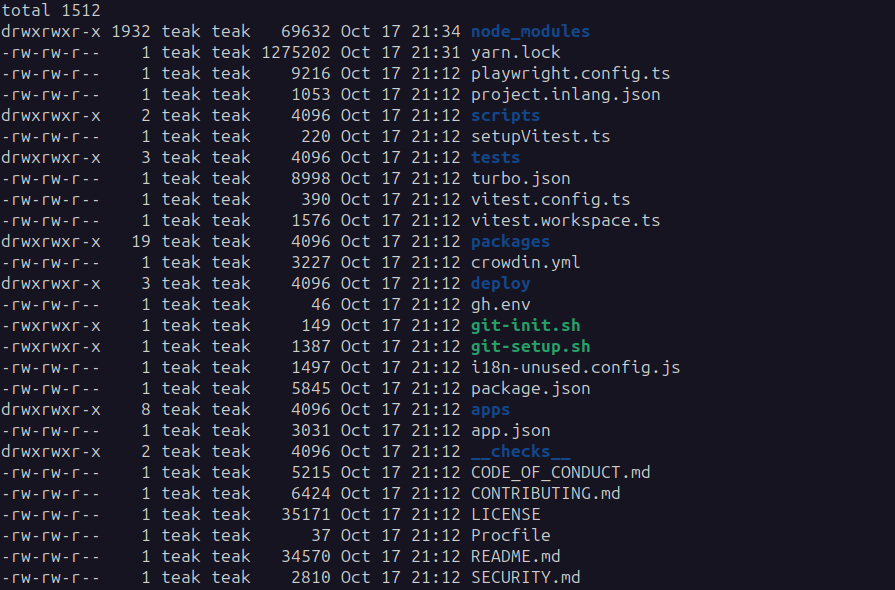 total 1512
drwxrwxr-x 1932 teak teak   69632 Oct 17 21:34 node_modules
-rw-rw-r--    1 teak teak 1275202 Oct 17 21:31 yarn.lock
-rw-rw-r--    1 teak teak    9216 Oct 17 21:12 playwright.config.ts
-rw-rw-r--    1 teak teak    1053 Oct 17 21:12 project.inlang.json
drwxrwxr-x    2 teak teak    4096 Oct 17 21:12 scripts
-rw-rw-r--    1 teak teak     220 Oct 17 21:12 setupVitest.ts
drwxrwxr-x    3 teak teak    4096 Oct 17 21:12 tests
-rw-rw-r--    1 teak teak    8998 Oct 17 21:12 turbo.json
-rw-rw-r--    1 teak teak     390 Oct 17 21:12 vitest.config.ts
-rw-rw-r--    1 teak teak    1576 Oct 17 21:12 vitest.workspace.ts
drwxrwxr-x   19 teak teak    4096 Oct 17 21:12 packages
-rw-rw-r--    1 teak teak    3227 Oct 17 21:12 crowdin.yml
drwxrwxr-x    3 teak teak    4096 Oct 17 21:12 deploy
-rw-rw-r--    1 teak teak      46 Oct 17 21:12 gh.env
-rwxrwxr-x    1 teak teak     149 Oct 17 21:12 git-init.sh
-rwxrwxr-x    1 teak teak    1387 Oct 17 21:12 git-setup.sh
-rw-rw-r--    1 teak teak    1497 Oct 17 21:12 i18n-unused.config.js
-rw-rw-r--    1 teak teak    5845 Oct 17 21:12 package.json
drwxrwxr-x    8 teak teak    4096 Oct 17 21:12 apps
-rw-rw-r--    1 teak teak    3031 Oct 17 21:12 app.json
drwxrwxr-x    2 teak teak    4096 Oct 17 21:12 __checks__
-rw-rw-r--    1 teak teak    5215 Oct 17 21:12 CODE_OF_CONDUCT.md
-rw-rw-r--    1 teak teak    6424 Oct 17 21:12 CONTRIBUTING.md
-rw-rw-r--    1 teak teak   35171 Oct 17 21:12 LICENSE
-rw-rw-r--    1 teak teak      37 Oct 17 21:12 Procfile
-rw-rw-r--    1 teak teak   34570 Oct 17 21:12 README.md
-rw-rw-r--    1 teak teak    2810 Oct 17 21:12 SECURITY.md